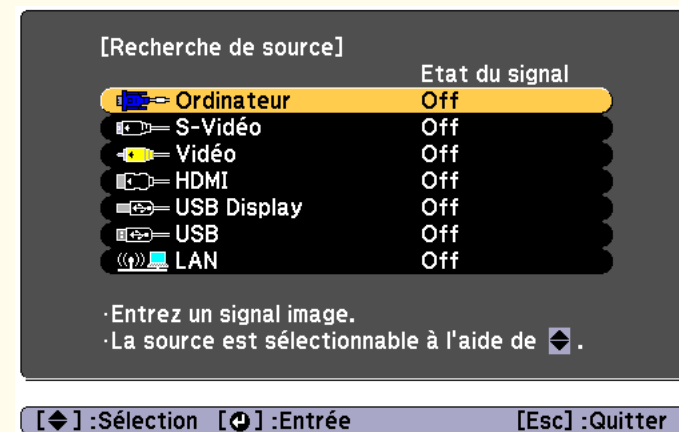 [Recherche de source]
Etat du signal
Ordinateur Off
S-Vidéo Off
Vidéo Off
HDMI Off
USB Display Off
USB Off
LAN Off
·Entrez un signal image.
·La source est sélectionnable à l'aide de .
[ ] :Sélection [ ] :Entrée [Esc] :Quitter